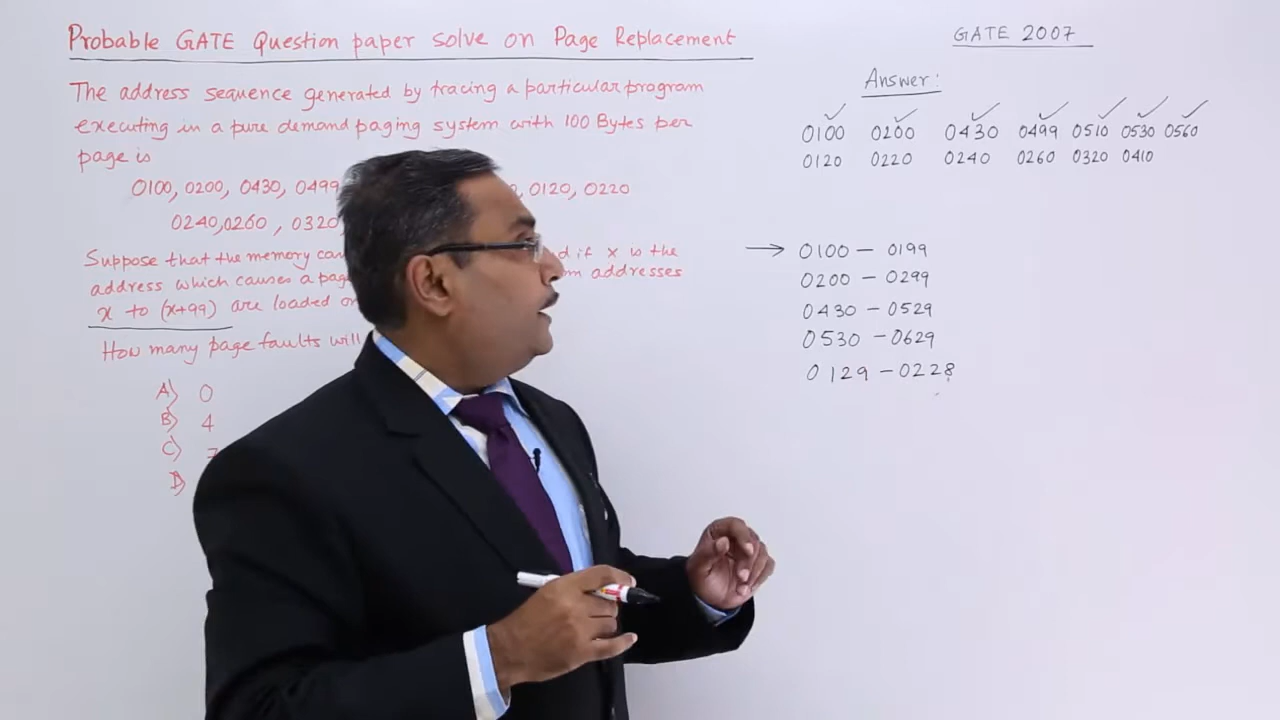 Probable GATE Question paper solve on Page Replacement
GATE 2007
The address sequence generated by tracing a particular program
executing in a pure demand paging system with 100 Bytes per
page is
0100, 0200, 0430, 0499 0120, 0220
0240, 0260, 0320,
Suppose that the memory can if x is the
address which causes a page addresses
x to (x+99) are loaded on
How many page faults will
A) 0
B) 4
C) 7
D)
Answer:
0100 0200 0430 0499 0510 0530 0560
0120 0220 0240 0260 0320 0410
→ 0100 - 0199
0200 - 0299
0430 - 0529
0530 - 0629
0129 - 0228